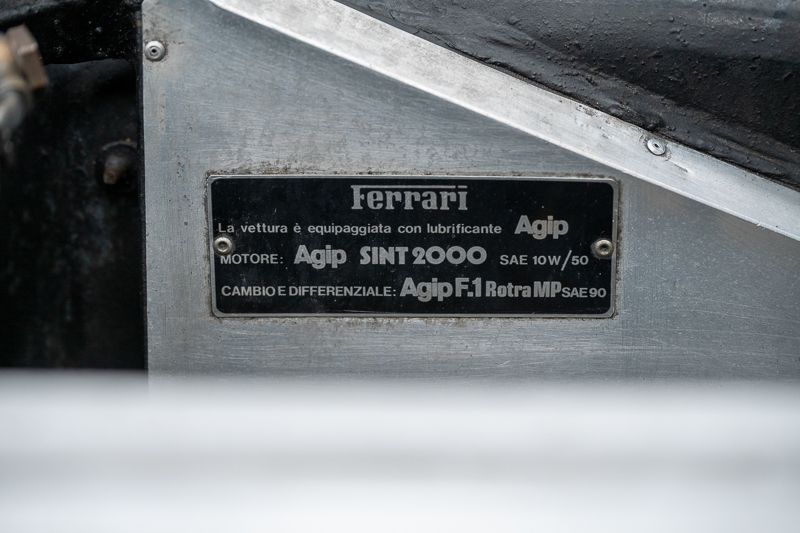 Ferrari
La vettura è equipaggiata con lubrificante Agip
MOTORE: Agip SINT 2000 SAE 10W/50
CAMBIO E DIFFERENZIALE: Agip F.1 Rotra MP SAE 90